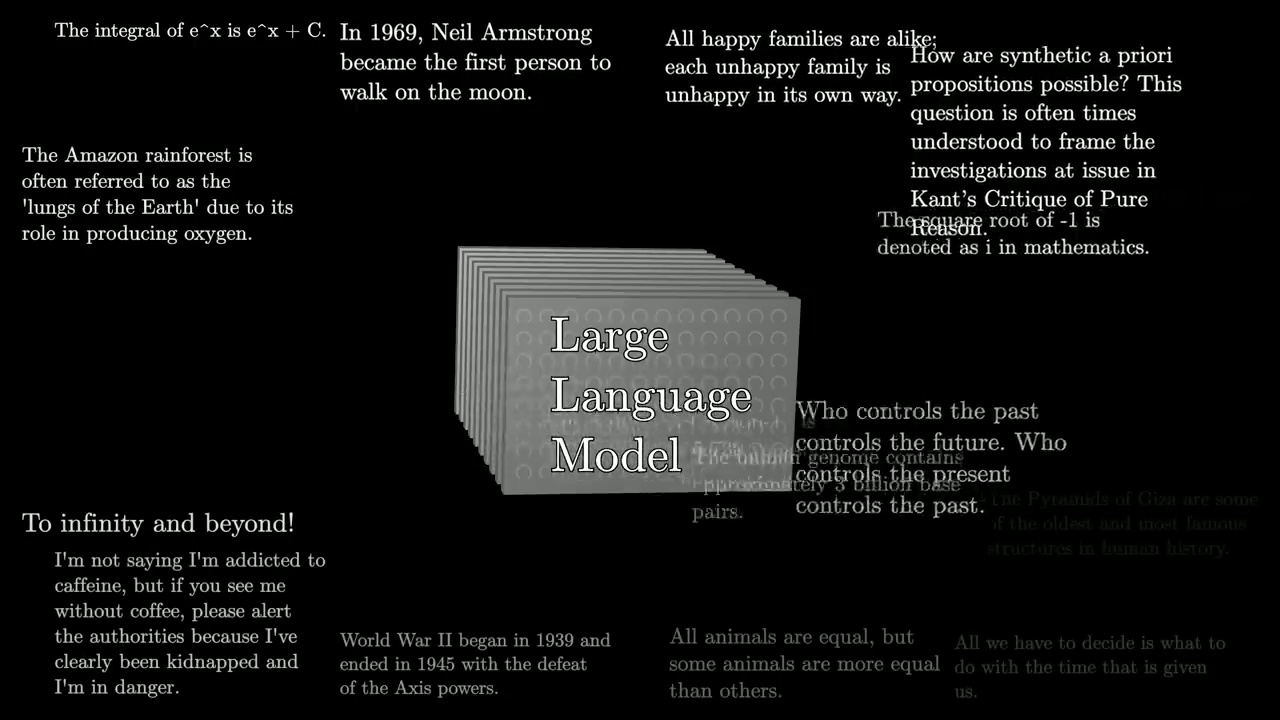 The integral of e^x is e^x + C.
In 1969, Neil Armstrong
became the first person to
walk on the moon.
All happy families are alike;
each unhappy family is
unhappy in its own way.
How are synthetic a priori
propositions possible? This
question is often times
understood to frame the
investigations at issue in
Kant's Critique of Pure
Reason.
The Amazon rainforest is
often referred to as the
'lungs of the Earth' due to its
role in producing oxygen.
The square root of -1 is
denoted as i in mathematics.
Large
Language
Model
Who controls the past
controls the future. Who
controls the present
controls the past.
The human genome contains
approximately 3 billion base
pairs.
The Pyramids of Giza are some
of the oldest and most famous
structures in human history.
To infinity and beyond!
I'm not saying I'm addicted to
caffeine, but if you see me
without coffee, please alert
the authorities because I've
clearly been kidnapped and
I'm in danger.
World War II began in 1939 and
ended in 1945 with the defeat
of the Axis powers.
All animals are equal, but
some animals are more equal
than others.
All we have to decide is what to
do with the time that is given
us.